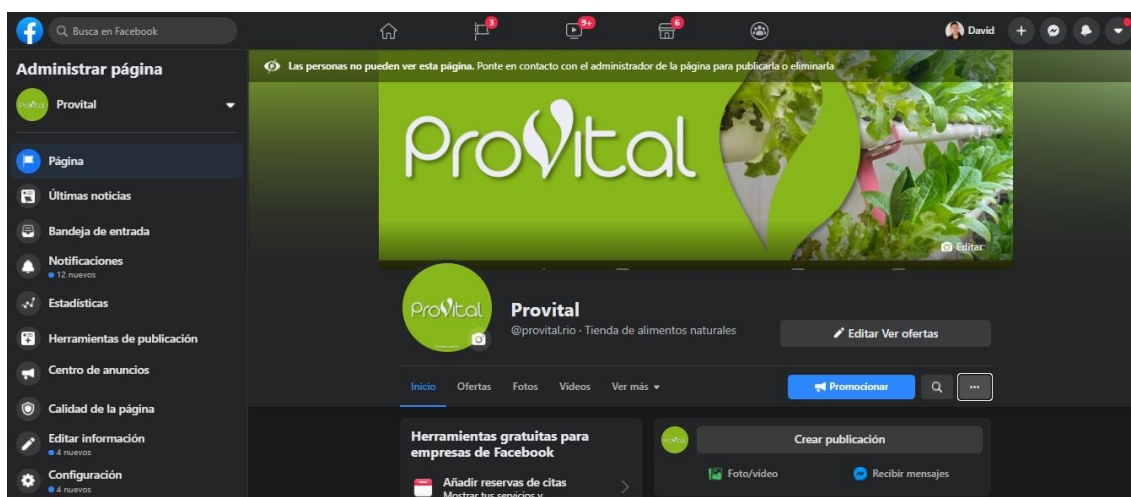 Busca en Facebook
3
9+
6
David
Administrar página
Provital
Página
Últimas noticias
Bandeja de entrada
Notificaciones
12 nuevos
Estadísticas
Herramientas de publicación
Centro de anuncios
Calidad de la página
Editar información
4 nuevos
Configuración
4 nuevos
Las personas no pueden ver esta página. Ponte en contacto con el administrador de la página para publicarla o eliminarla
ProVital
Editar
ProVital
Provital
@provital.rio · Tienda de alimentos naturales
Editar Ver ofertas
Inicio Ofertas Fotos Vídeos Ver más
Promocionar
Herramientas gratuitas para
empresas de Facebook
Añadir reservas de citas
Mostrar tus servicios y
Crear publicación
Foto/vídeo
Recibir mensajes